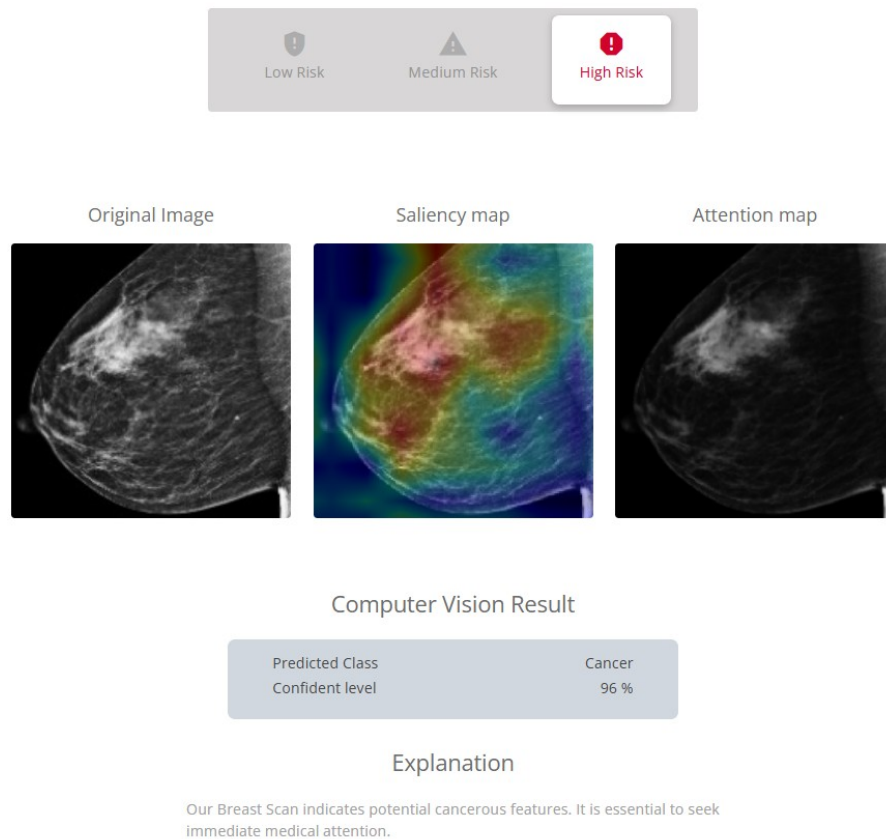 Low Risk
Medium Risk
High Risk
Original Image
Saliency map
Attention map
Computer Vision Result
Predicted Class Cancer
Confident level 96 %
Explanation
Our Breast Scan indicates potential cancerous features. It is essential to seek
immediate medical attention.